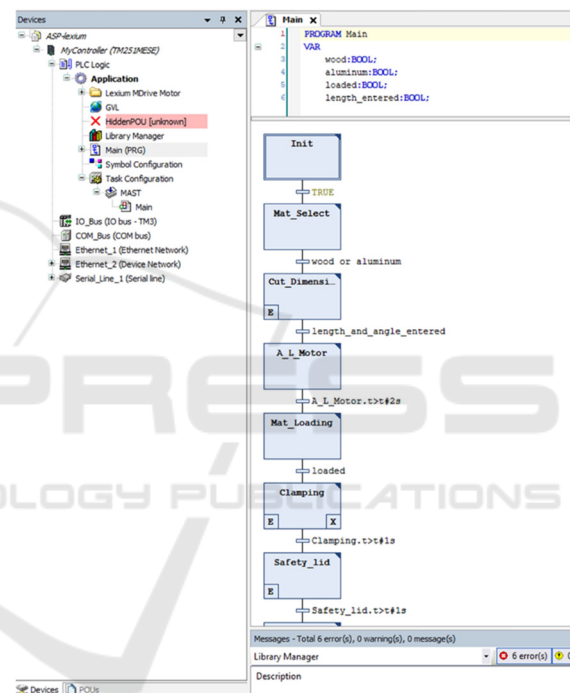 Devices
ASP-lexium
MyController (TM251MESE)
PLC Logic
Application
Lexium MDrive Motor
GVL
HiddenPOU [unknown]
Library Manager
Main (PRG)
Symbol Configuration
Task Configuration
MAST
Main
IO_Bus (IO bus - TM3)
COM_Bus (COM bus)
Ethernet_1 (Ethernet Network)
Ethernet_2 (Device Network)
Serial_Line_1 (Serial line)
Devices
POUs
Main
1 PROGRAM Main
2 VAR
3 wood:BOOL;
4 aluminum:BOOL;
5 loaded:BOOL;
6 length_entered:BOOL;
Init
TRUE
Mat_Select
wood or aluminum
Cut_Dimensi...
E
length_and_angle_entered
A_L_Motor
A_L_Motor.t>t#2s
Mat_Loading
loaded
Clamping
E X
Clamping.t>t#1s
Safety_lid
E
Safety_lid.t>t#1s
Messages - Total 6 error(s), 0 warning(s), 0 message(s)
Library Manager
6 error(s)
0
Description
PRESS
OLOGY PUBLICATIONS